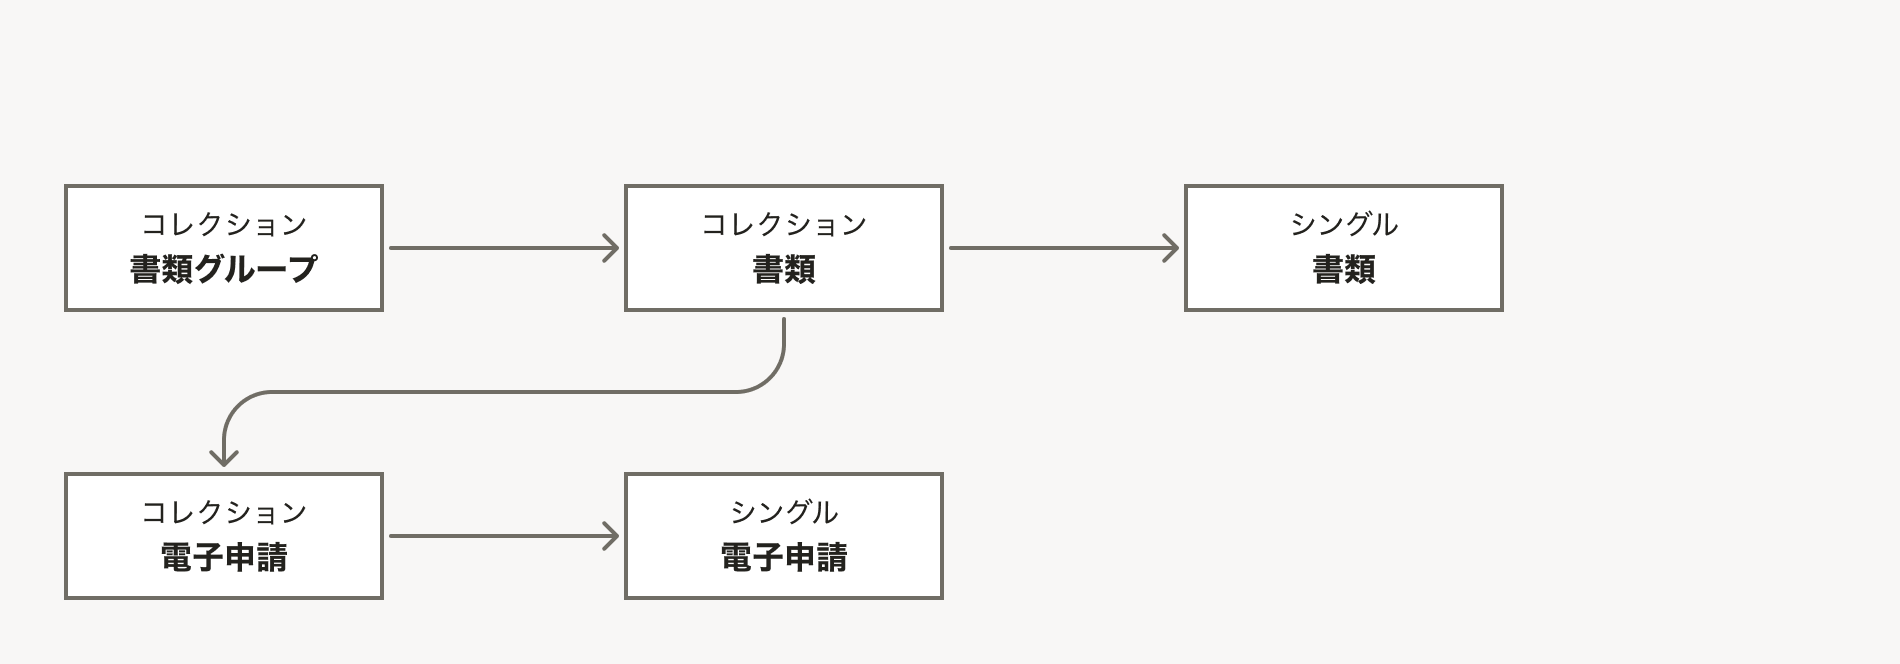 コレクション
書類グループ
コレクション
書類
シングル
書類
コレクション
電子申請
シングル
電子申請